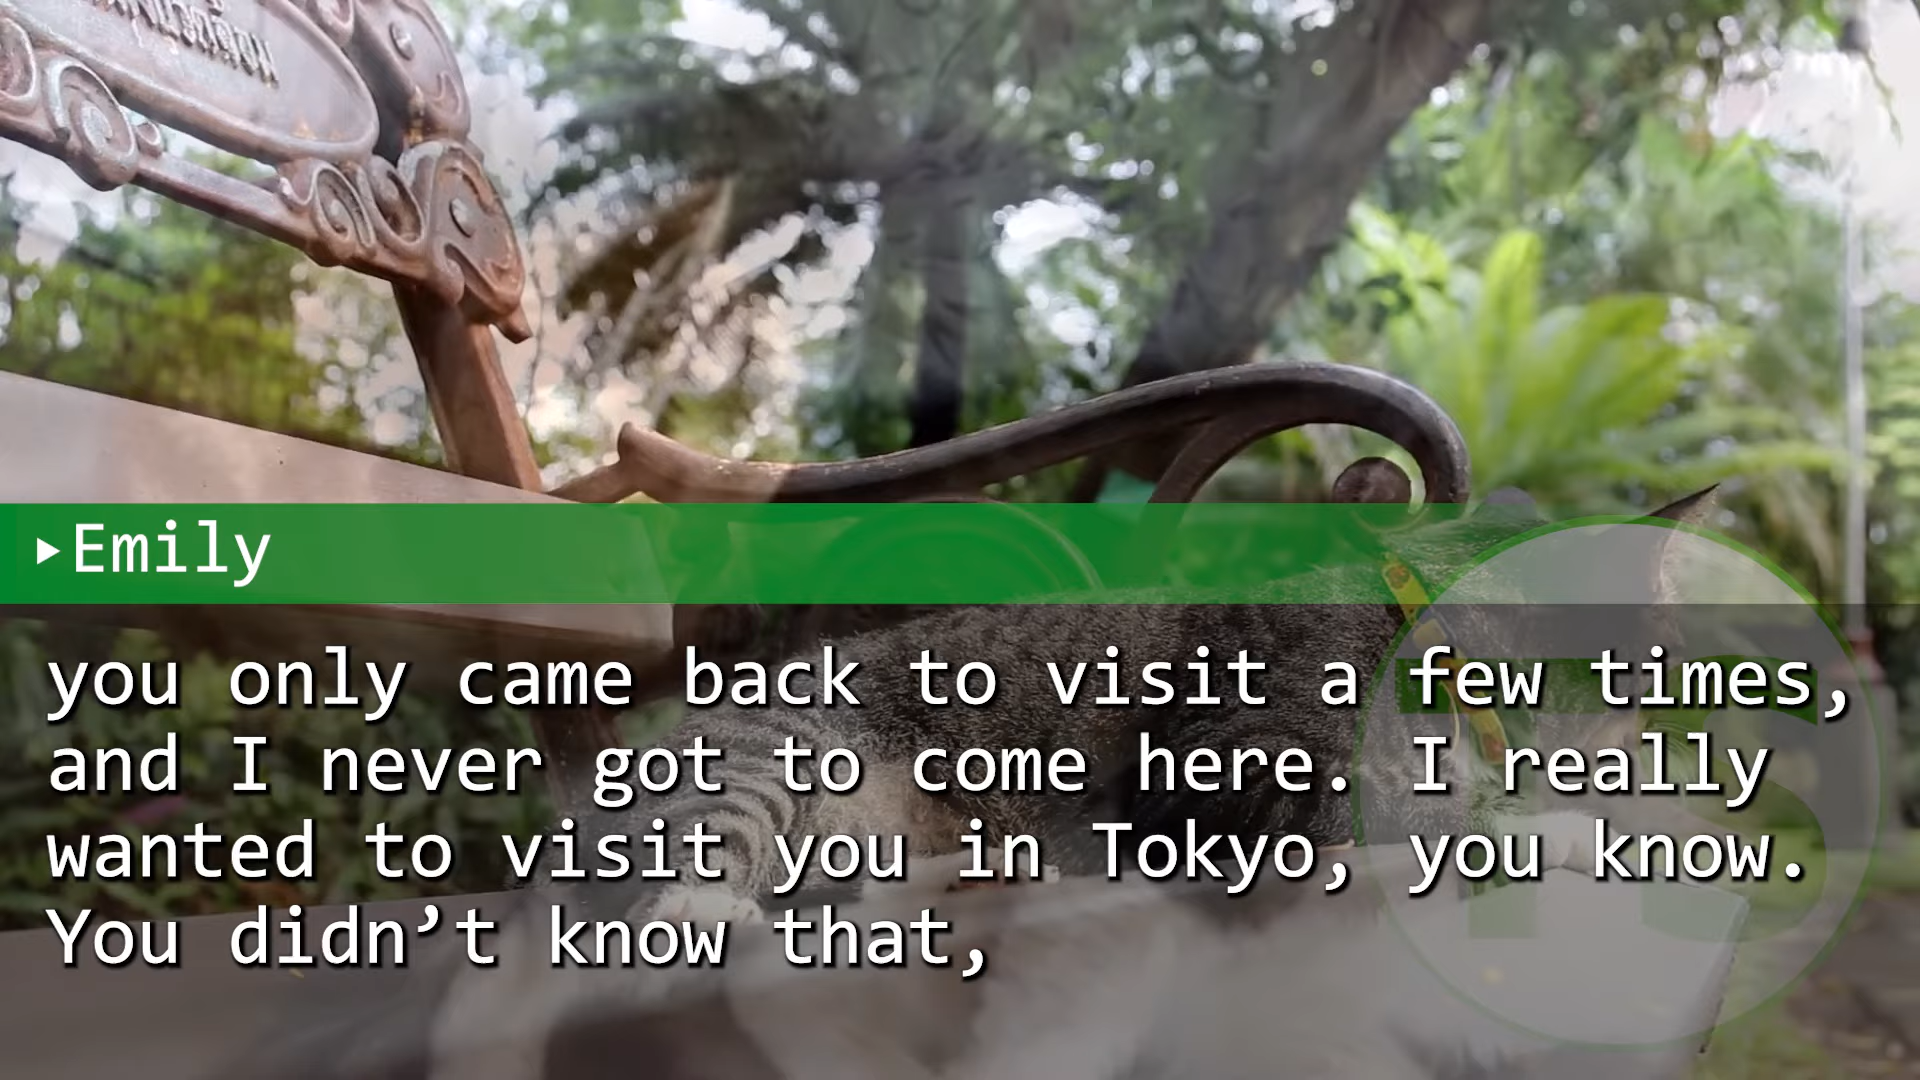 Emily
you only came back to visit a few times,
and I never got to come here. I really
wanted to visit you in Tokyo, you know.
You didn’t know that,
TS